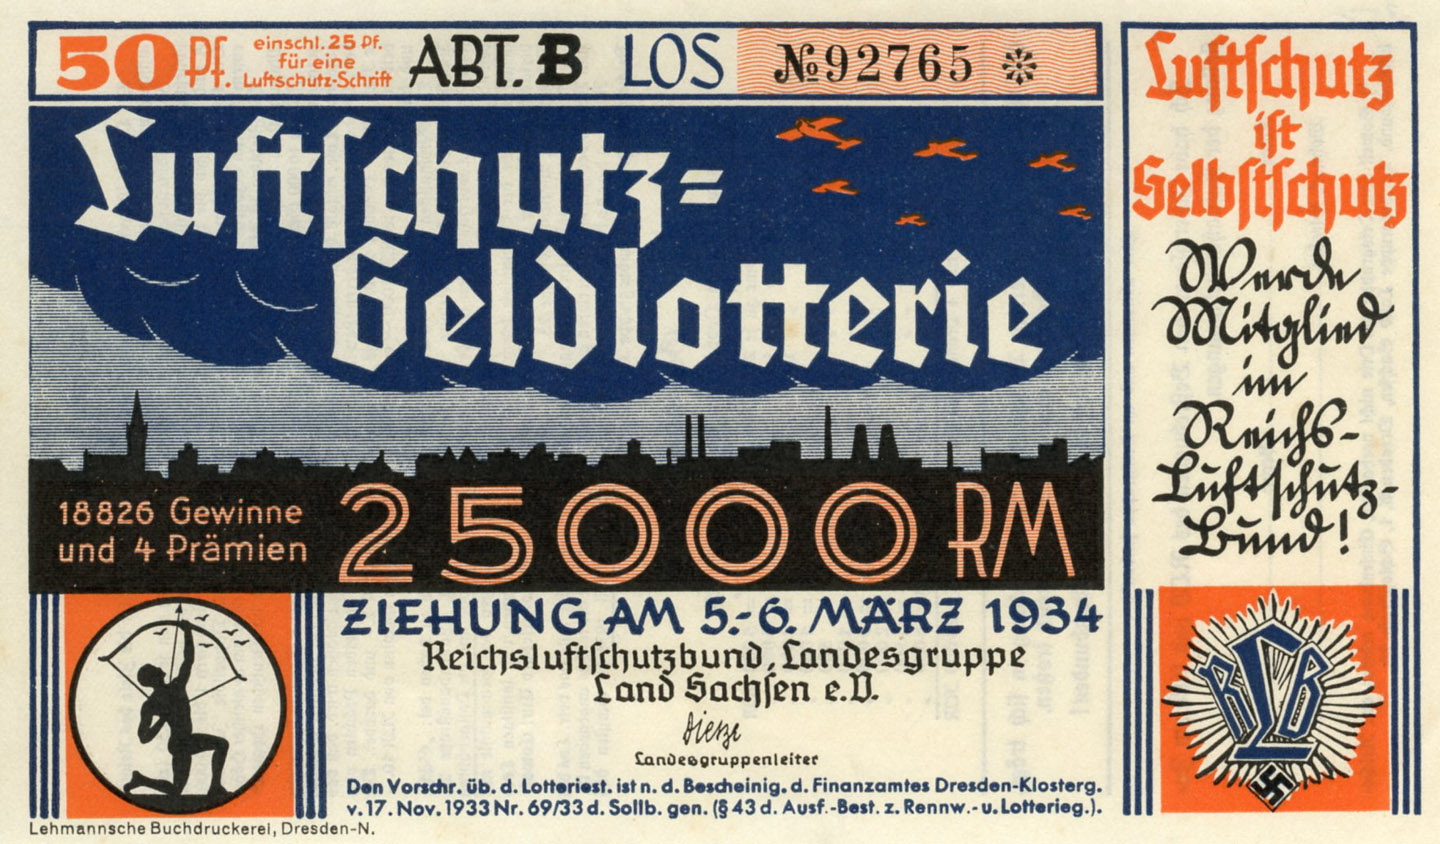 50 Pf. einschl. 25 Pf. für eine Luftschutz-Schrift ABT. B LOS № 92765
Luftschutz=
Geldlotterie
18826 Gewinne
und 4 Prämien
25000 RM
ZIEHUNG AM 5.-6. MÄRZ 1934
Reichsluftschutzbund, Landesgruppe
Land Sachsen e.V.
Dietze
Landesgruppenleiter
Den Vorschr. üb. d. Lotteriest. ist n. d. Bescheinig. d. Finanzamtes Dresden-Klosterg.
v. 17. Nov. 1933 Nr. 69/33 d. Sollb. gen. (§ 43 d. Ausf.-Best. z. Rennw.- u. Lotterieg.).
Lehmannsche Buchdruckerei, Dresden-N.
Luftschutz
ist
Selbstschutz
Werde
Mitglied
im
Reichs-
Luftschutz-
Bund!
RLB